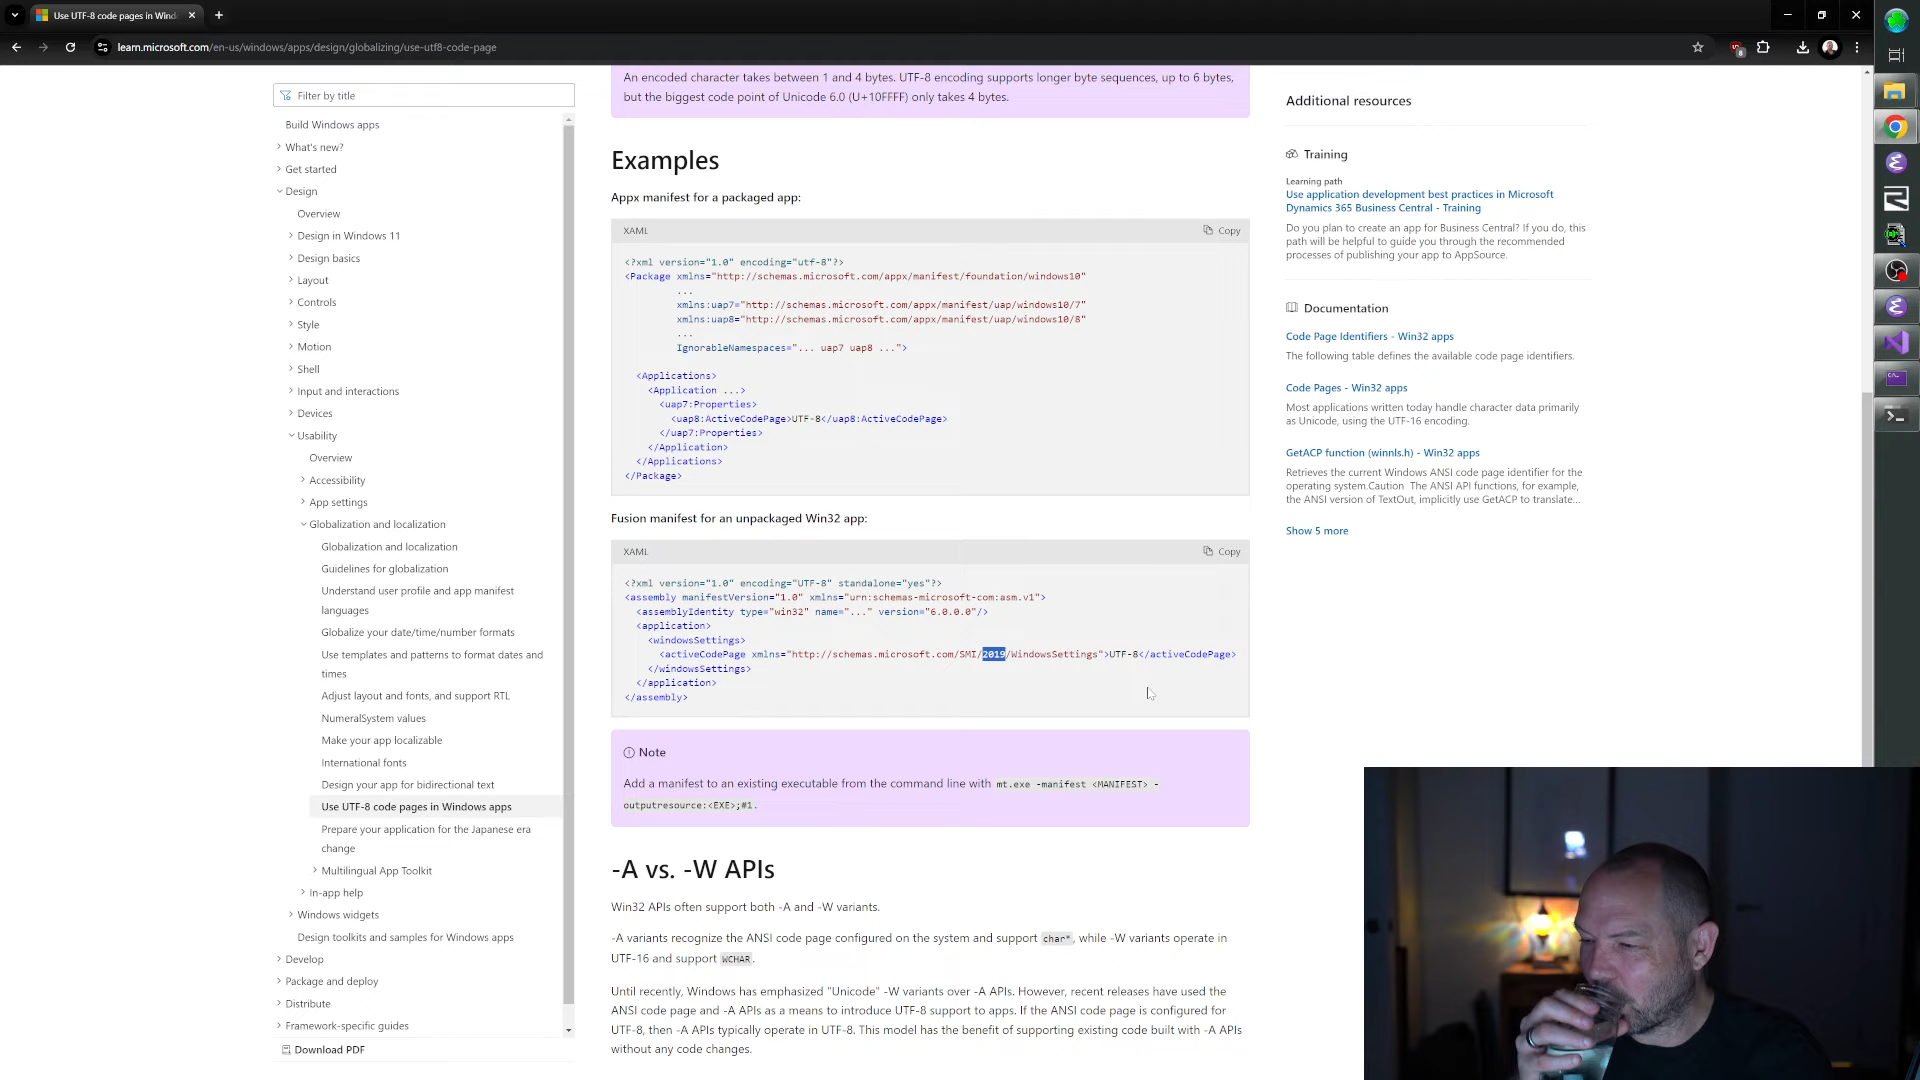 Use UTF-8 code pages in Wind
learn.microsoft.com/en-us/windows/apps/design/globalizing/use-utf8-code-page
8
Filter by title
Build Windows apps
What's new?
Get started
Design
Overview
Design in Windows 11
Design basics
Layout
Controls
Style
Motion
Shell
Input and interactions
Devices
Usability
Overview
Accessibility
App settings
Globalization and localization
Globalization and localization
Guidelines for globalization
Understand user profile and app manifest
languages
Globalize your date/time/number formats
Use templates and patterns to format dates and
times
Adjust layout and fonts, and support RTL
NumeralSystem values
Make your app localizable
International fonts
Design your app for bidirectional text
Use UTF-8 code pages in Windows apps
Prepare your application for the Japanese era
change
Multilingual App Toolkit
In-app help
Windows widgets
Design toolkits and samples for Windows apps
Develop
Package and deploy
Distribute
Framework-specific guides
Download PDF
An encoded character takes between 1 and 4 bytes. UTF-8 encoding supports longer byte sequences, up to 6 bytes,
but the biggest code point of Unicode 6.0 (U+10FFFF) only takes 4 bytes.
Examples
Appx manifest for a packaged app:
XAML
Copy
<?xml version="1.0" encoding="utf-8"?>
<Package xmlns="http://schemas.microsoft.com/appx/manifest/foundation/windows10"
...
xmlns:uap7="http://schemas.microsoft.com/appx/manifest/uap/windows10/7"
xmlns:uap8="http://schemas.microsoft.com/appx/manifest/uap/windows10/8"
...
IgnorableNamespaces="... uap7 uap8 ...">
<Applications>
<Application ...>
<uap7:Properties>
<uap8:ActiveCodePage>UTF-8</uap8:ActiveCodePage>
</uap7:Properties>
</Application>
</Applications>
</Package>
Fusion manifest for an unpackaged Win32 app:
XAML
Copy
<?xml version="1.0" encoding="UTF-8" standalone="yes"?>
<assembly manifestVersion="1.0" xmlns="urn:schemas-microsoft-com:asm.v1">
<assemblyIdentity type="win32" name="..." version="6.0.0.0"/>
<application>
<windowsSettings>
<activeCodePage xmlns="http://schemas.microsoft.com/SMI/2019/WindowsSettings">UTF-8</activeCodePage>
</windowsSettings>
</application>
</assembly>
Note
Add a manifest to an existing executable from the command line with mt.exe -manifest <MANIFEST> -
outputresource:<EXE>;#1.
-A vs. -W APIs
Win32 APIs often support both -A and -W variants.
-A variants recognize the ANSI code page configured on the system and support char*, while -W variants operate in
UTF-16 and support WCHAR.
Until recently, Windows has emphasized "Unicode" -W variants over -A APIs. However, recent releases have used the
ANSI code page and -A APIs as a means to introduce UTF-8 support to apps. If the ANSI code page is configured for
UTF-8, then -A APIs typically operate in UTF-8. This model has the benefit of supporting existing code built with -A APIs
without any code changes.
Additional resources
Training
Learning path
Use application development best practices in Microsoft
Dynamics 365 Business Central - Training
Do you plan to create an app for Business Central? If you do, this
path will be helpful to guide you through the recommended
processes of publishing your app to AppSource.
Documentation
Code Page Identifiers - Win32 apps
The following table defines the available code page identifiers.
Code Pages - Win32 apps
Most applications written today handle character data primarily
as Unicode, using the UTF-16 encoding.
GetACP function (winnls.h) - Win32 apps
Retrieves the current Windows ANSI code page identifier for the
operating system.Caution The ANSI API functions, for example,
the ANSI version of TextOut, implicitly use GetACP to translate...
Show 5 more